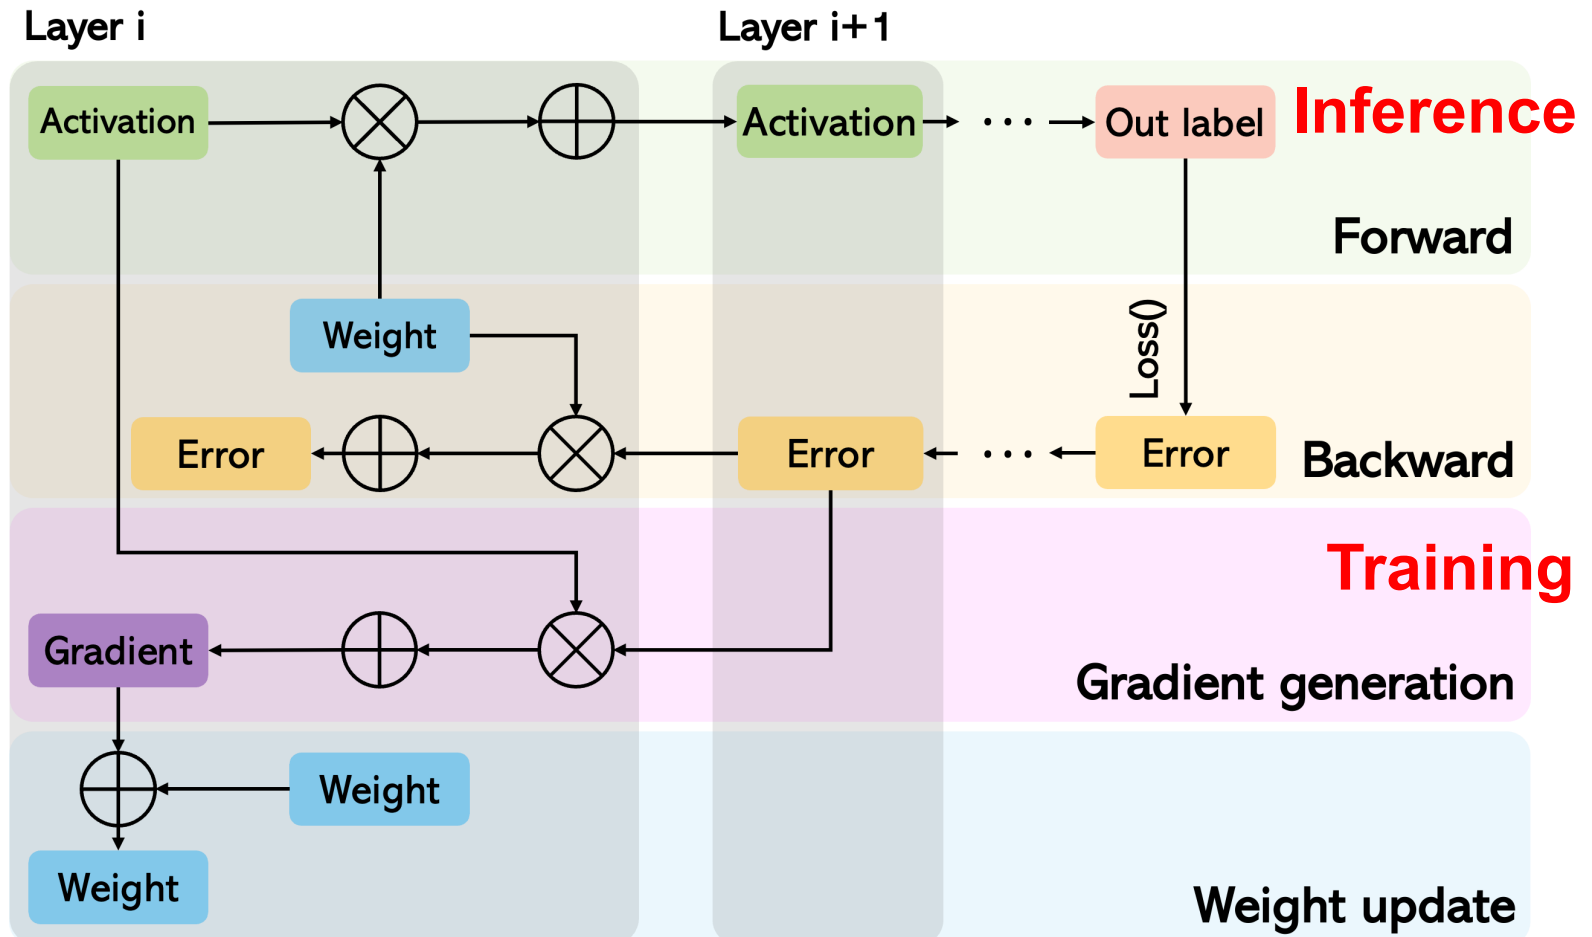 Layer i
Layer i+1
Activation
Activation
...
Out label
Inference
Forward
Weight
Loss()
Error
Error
...
Error
Backward
Training
Gradient
Gradient generation
Weight
Weight
Weight update